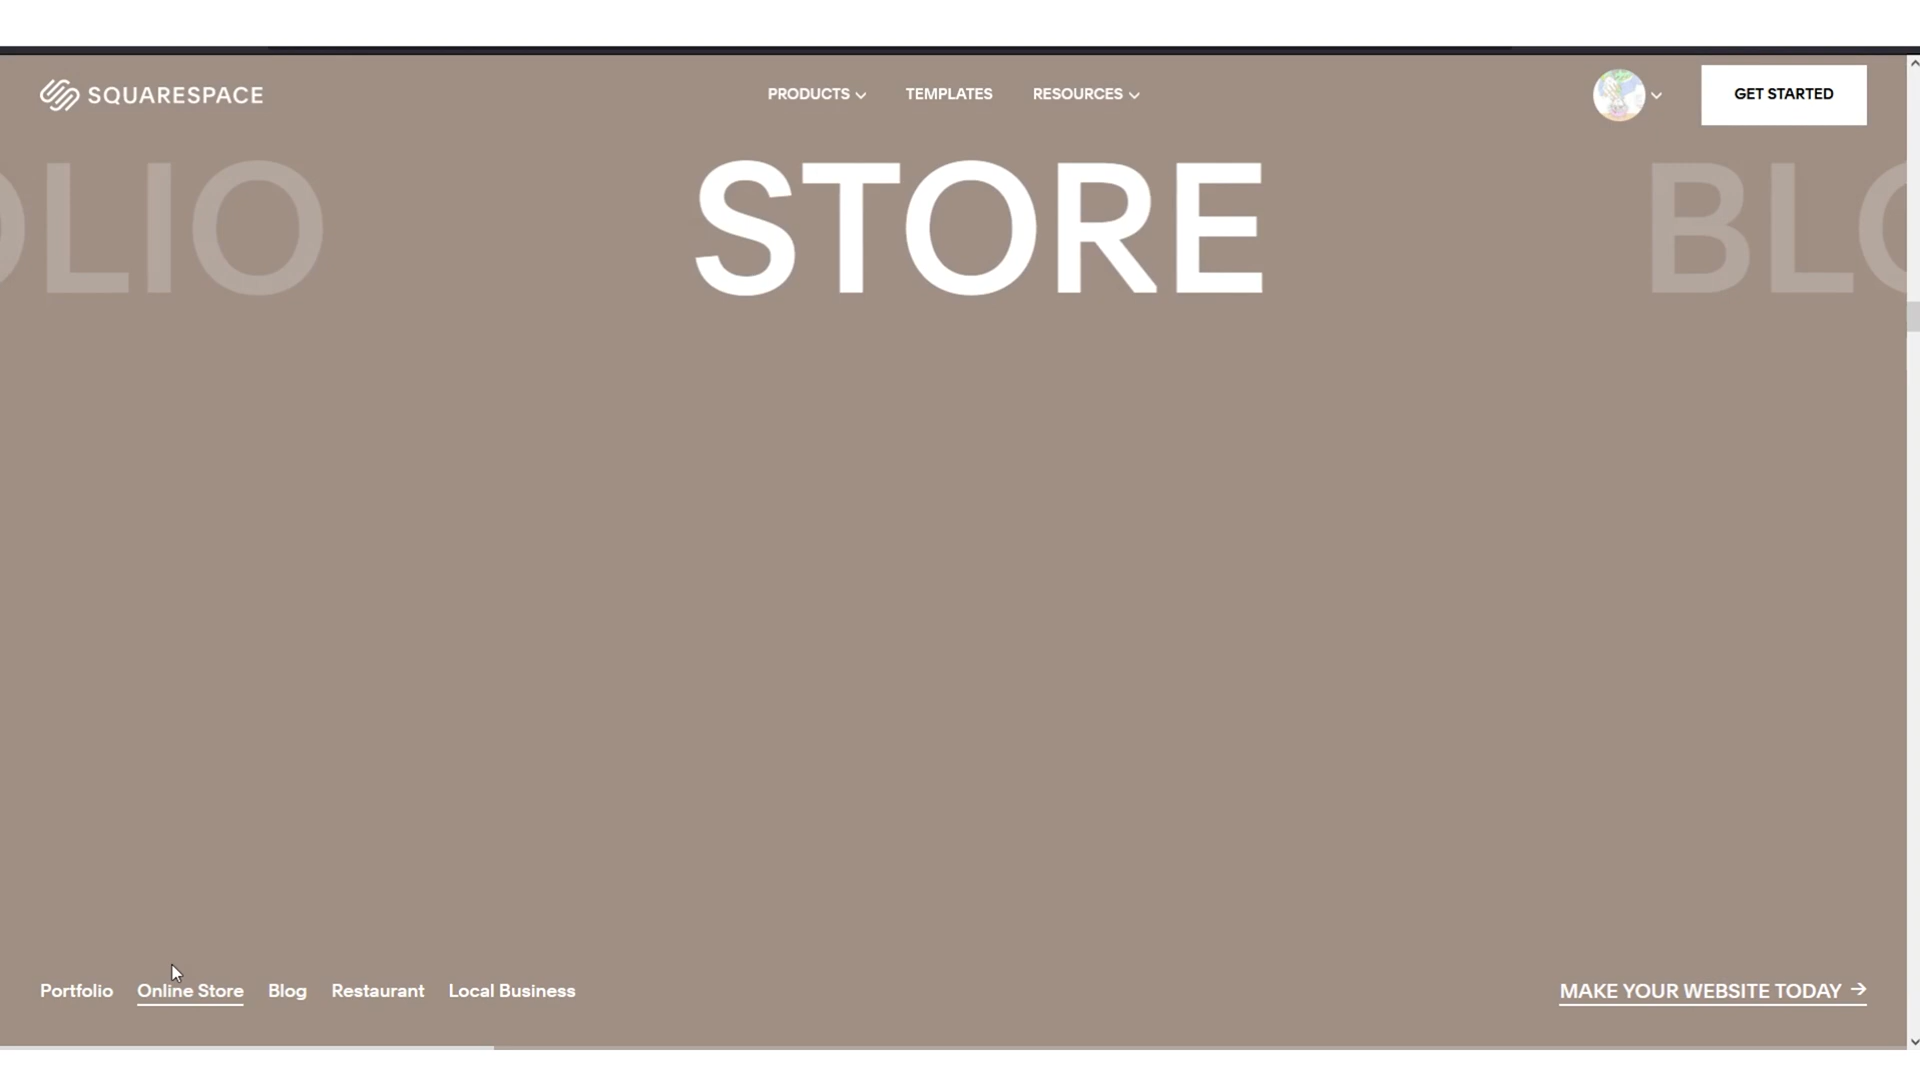 SQUARESPACE
PRODUCTS
TEMPLATES
RESOURCES
GET STARTED
OLIO
STORE
BLO
Portfolio
Online Store
Blog
Restaurant
Local Business
MAKE YOUR WEBSITE TODAY →